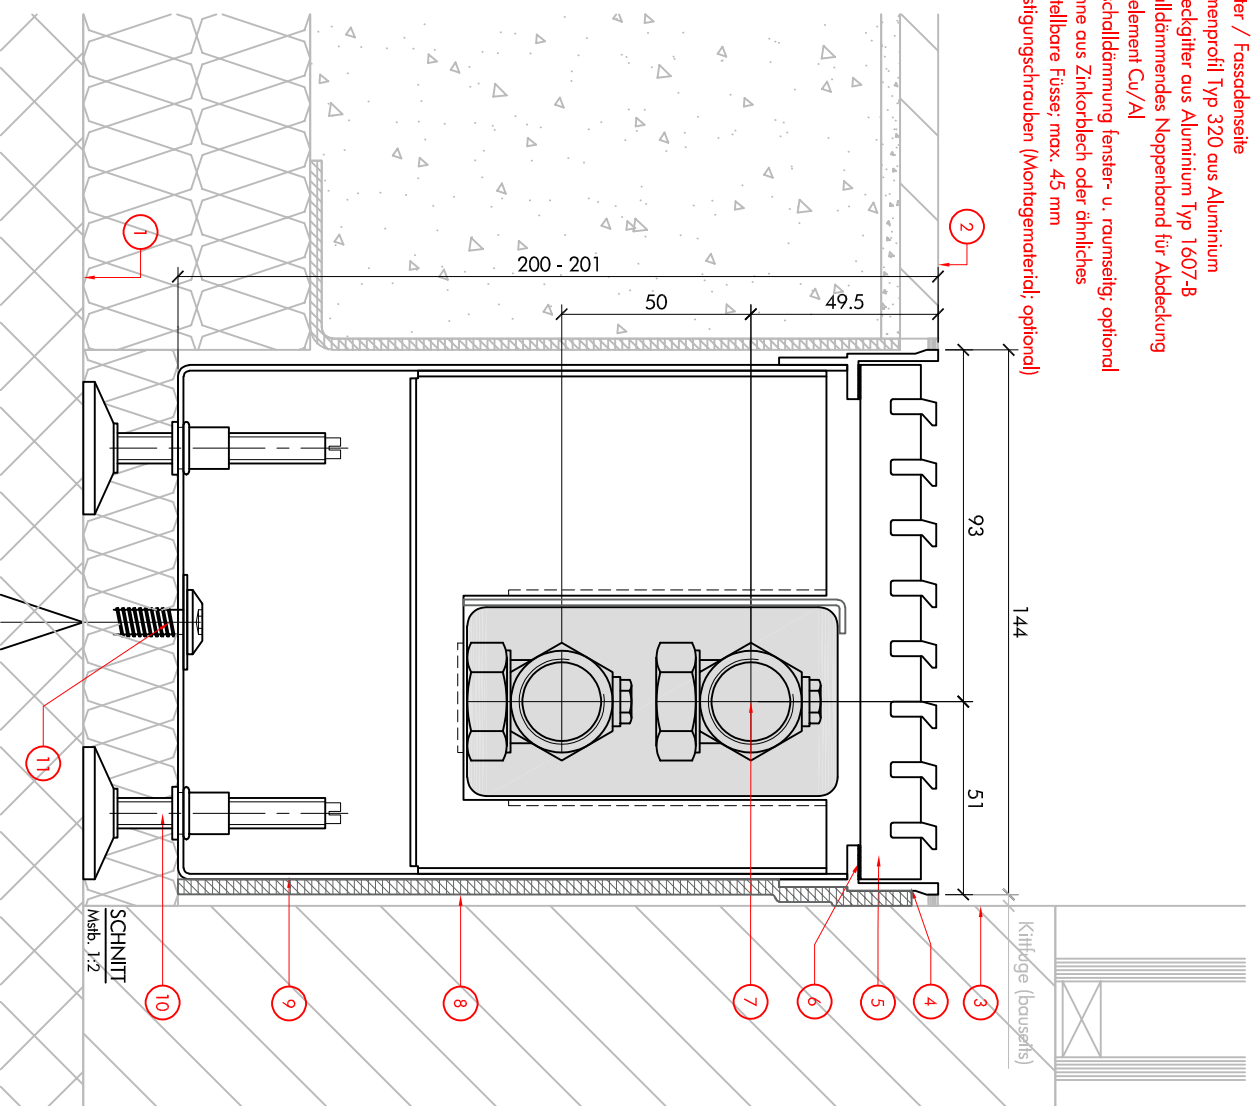 ter / Fassadenseite
menprofil Typ 320 aus Aluminium
eckgitter aus Aluminium Typ 1607-B
alldämmendes Noppenband für Abdeckung
element Cu/Al
challdämmung fenster- u. raumseitg; optional
nne aus Zinkorblech oder ähnliches
tellbare Füsse; max. 45 mm
stigungschrauben (Montagematerial; optional)
1
2
200 - 201
50
49.5
93
144
51
Kittfuge (bauseits)
3
4
5
6
7
8
9
10
11
SCHNITT
Mstb. 1:2